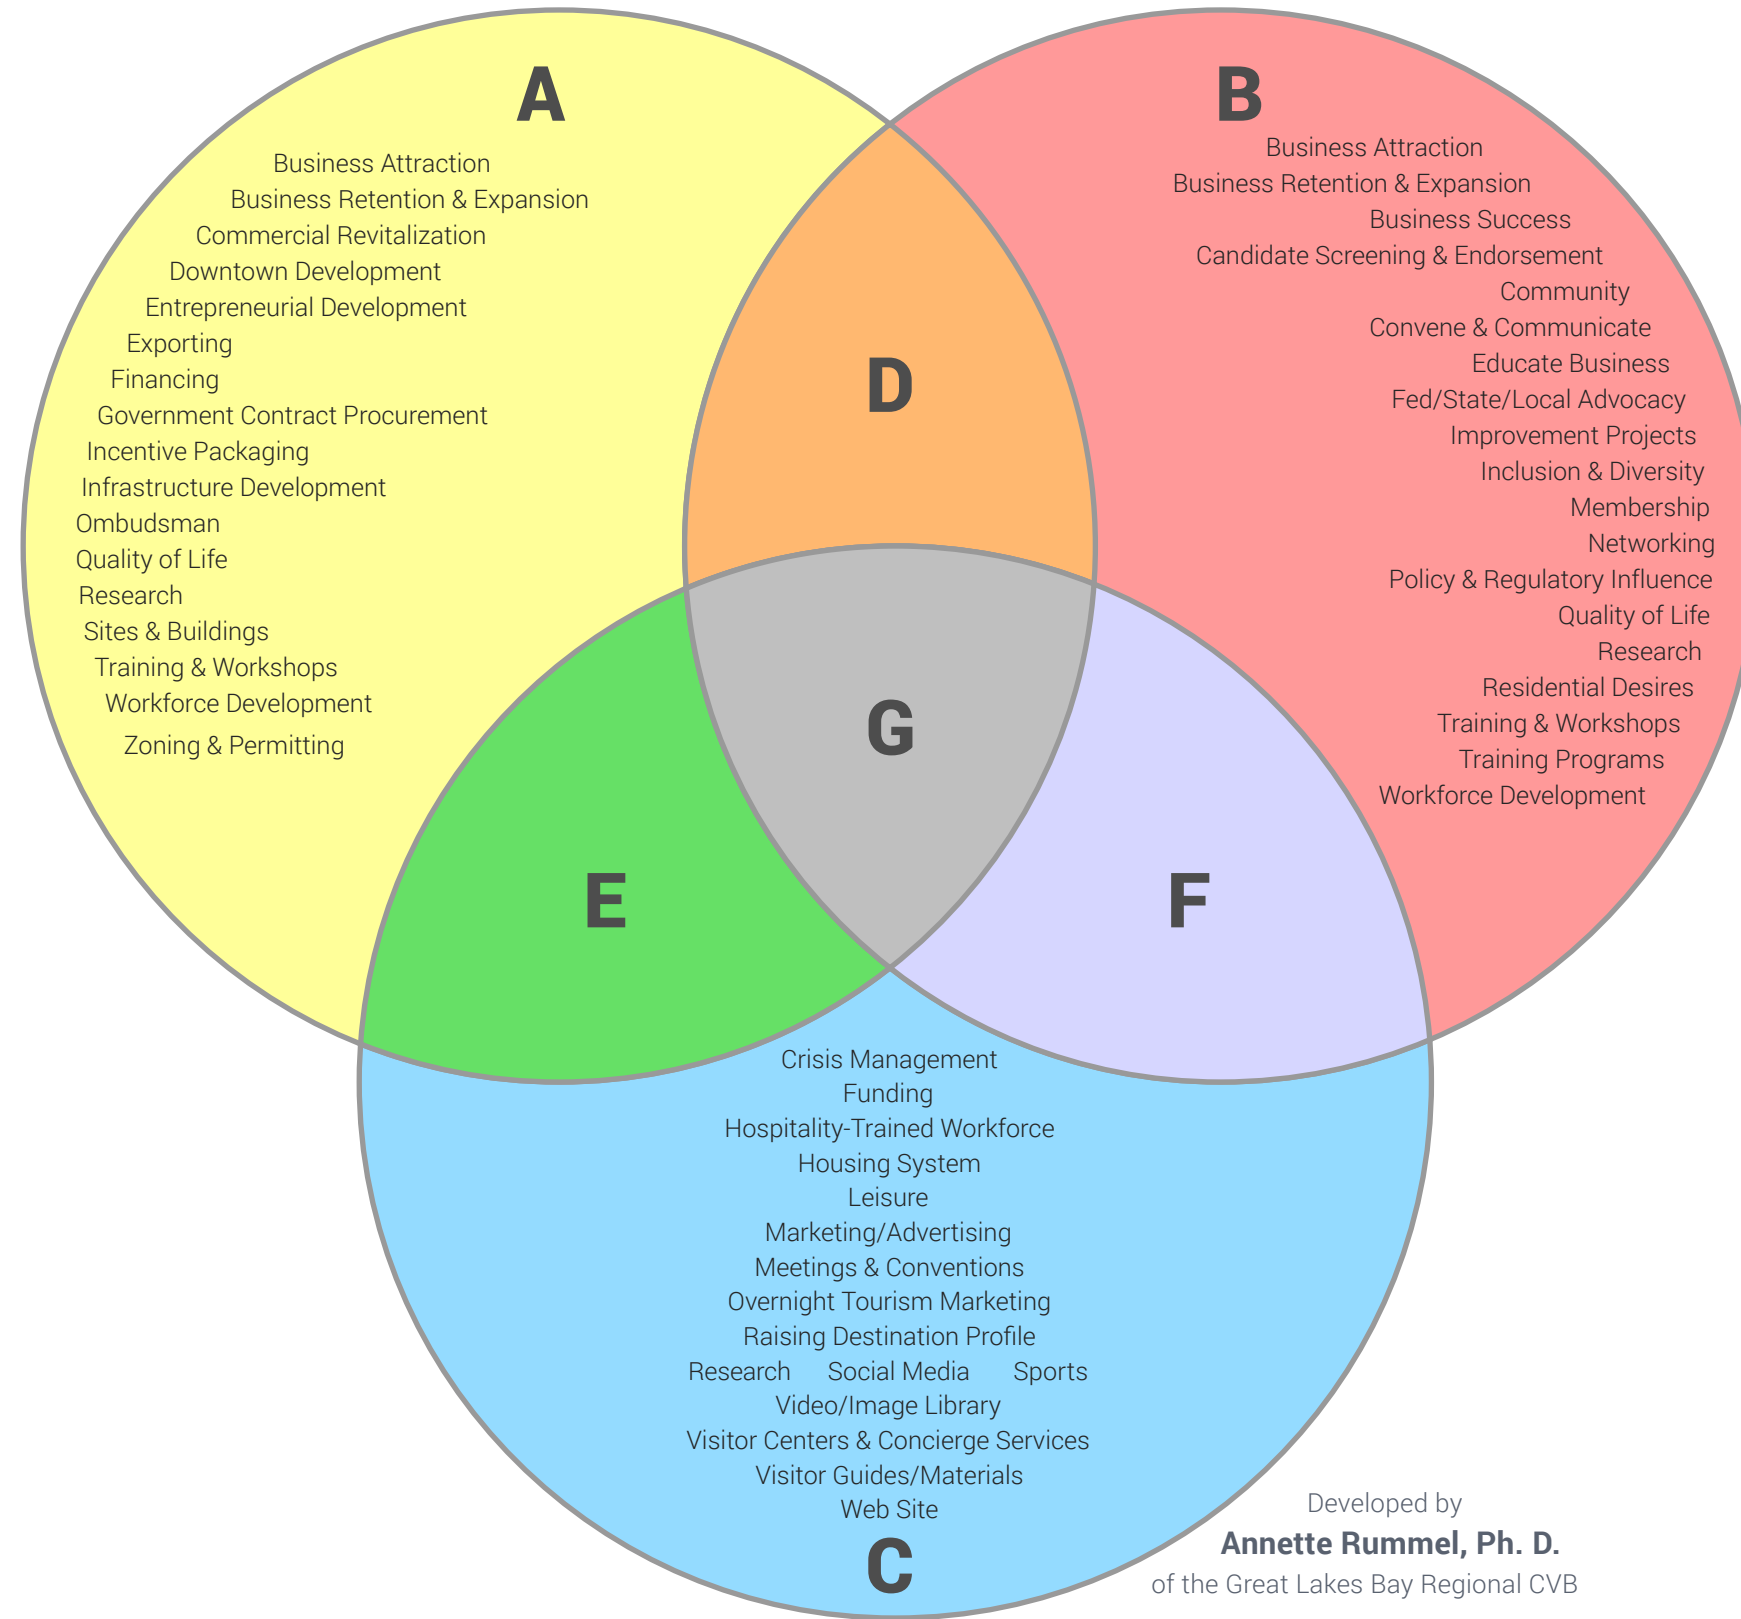 A
Business Attraction
Business Retention & Expansion
Commercial Revitalization
Downtown Development
Entrepreneurial Development
Exporting
Financing
Government Contract Procurement
Incentive Packaging
Infrastructure Development
Ombudsman
Quality of Life
Research
Sites & Buildings
Training & Workshops
Workforce Development
Zoning & Permitting
B
Business Attraction
Business Retention & Expansion
Business Success
Candidate Screening & Endorsement
Community
Convene & Communicate
Educate Business
Fed/State/Local Advocacy
Improvement Projects
Inclusion & Diversity
Membership
Networking
Policy & Regulatory Influence
Quality of Life
Research
Residential Desires
Training & Workshops
Training Programs
Workforce Development
D
G
E
F
Crisis Management
Funding
Hospitality-Trained Workforce
Housing System
Leisure
Marketing/Advertising
Meetings & Conventions
Overnight Tourism Marketing
Raising Destination Profile
Research Social Media Sports
Video/Image Library
Visitor Centers & Concierge Services
Visitor Guides/Materials
Web Site
C
Developed by
Annette Rummel, Ph. D.
of the Great Lakes Bay Regional CVB